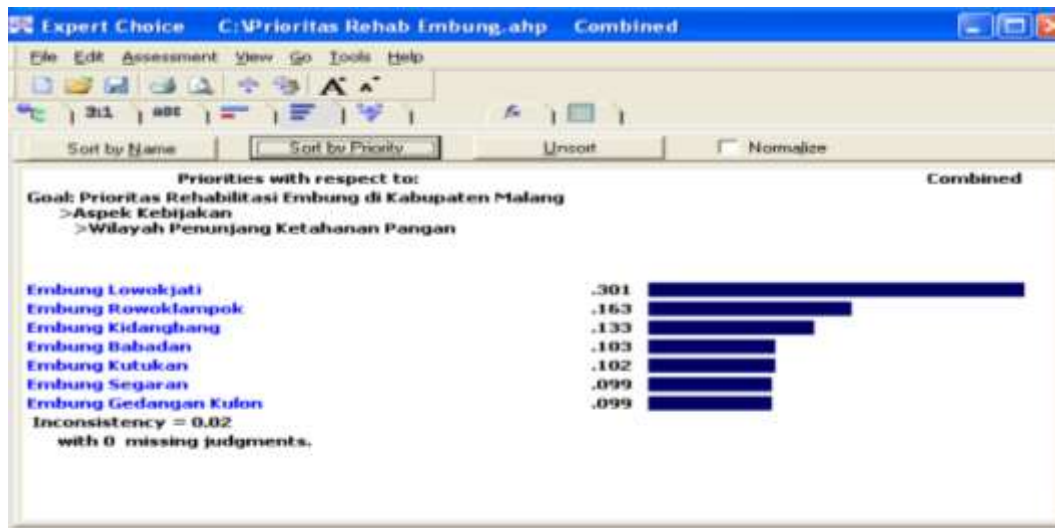 Expert Choice C:\Prioritas Rehab Embung.ahp Combined
File Edit Assessment View Go Tools Help
3:1 ABC
Sort by Name Sort by Priority Unsort Normalize
Priorities with respect to: Combined
Goal: Prioritas Rehabilitasi Embung di Kabupaten Malang
>Aspek Kebijakan
>Wilayah Penunjang Ketahanan Pangan
Embung Lowokjati .301
Embung Rowoklampok .163
Embung Kidangbang .133
Embung Babadan .103
Embung Kutukan .102
Embung Segaran .099
Embung Gedangan Kulon .099
Inconsistency = 0.02
with 0 missing judgments.